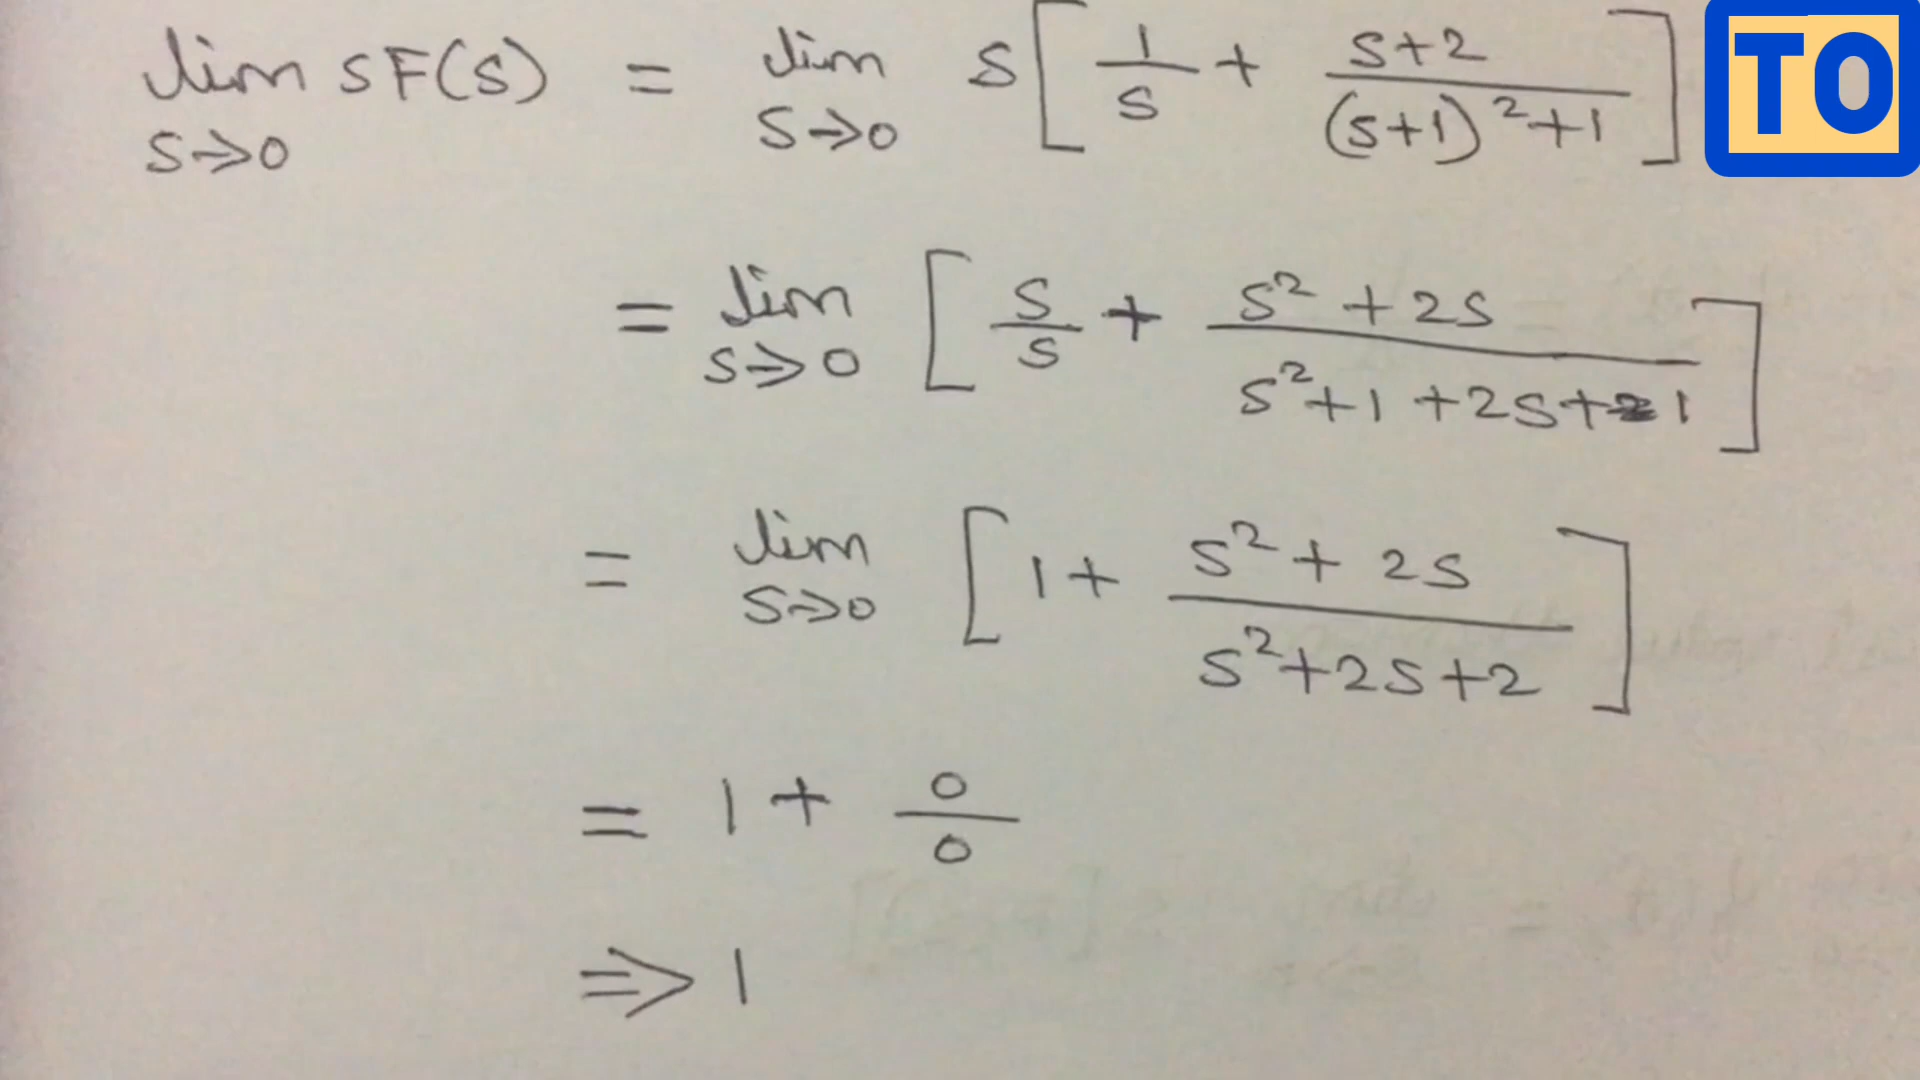 lim s→0 sF(s) = lim s→0 s[1/s + (s+2)/((s+1)²+1)]
TO
= lim s→0 [s/s + (s²+2s)/(s²+1+2s+1)]
= lim s→0 [1 + (s²+2s)/(s²+2s+2)]
= 1 + 0/0
⇒ 1